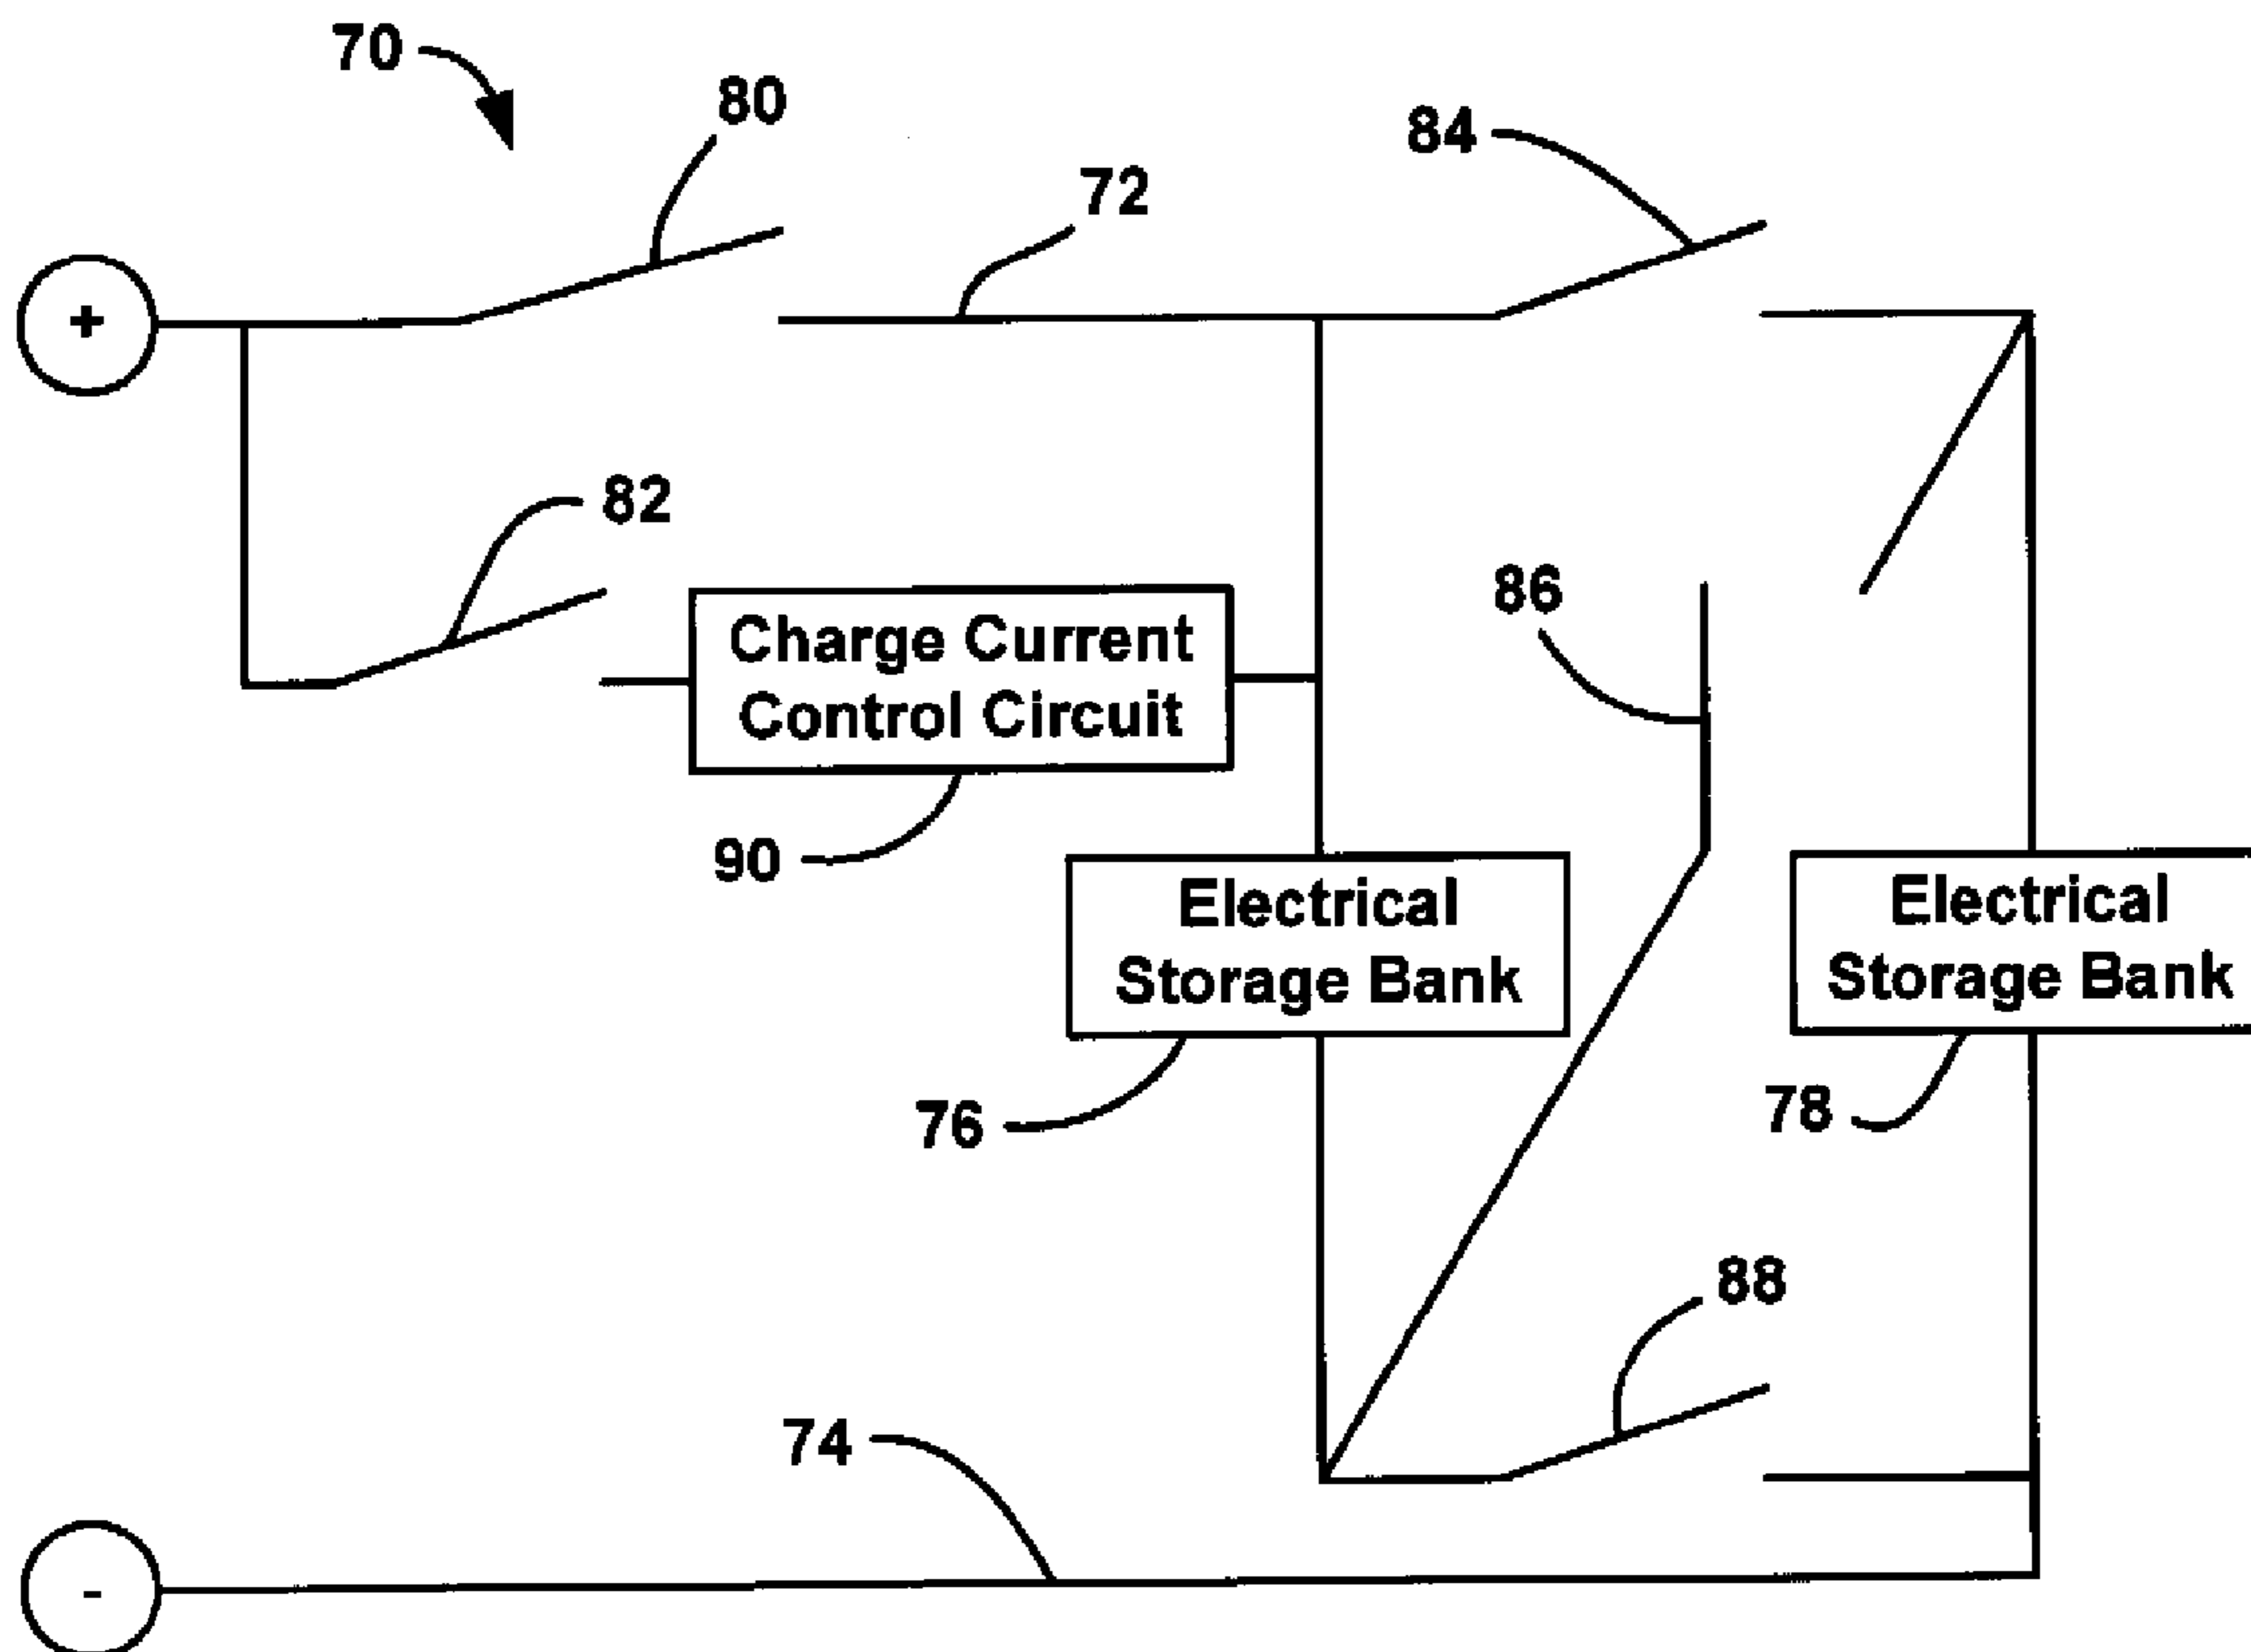 70
80
84
72
+
82
86
Charge Current
Control Circuit
90
Electrical
Storage Bank
Electrical
Storage Bank
76
78
88
74
-